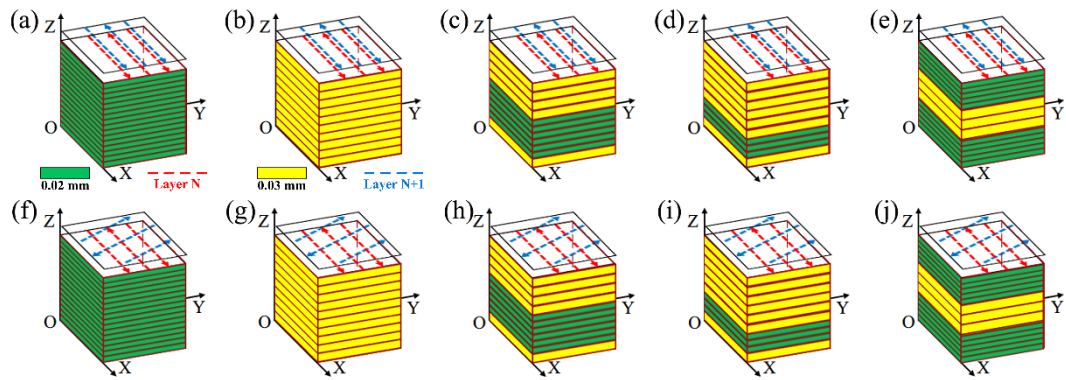 (a) (b) (c) (d) (e)
Z Z Z Z Z
Y Y Y Y Y
O O O O O
X X X X X
0.02 mm Layer N 0.03 mm Layer N+1
(f) (g) (h) (i) (j)
Z Z Z Z Z
Y Y Y Y Y
O O O O O
X X X X X